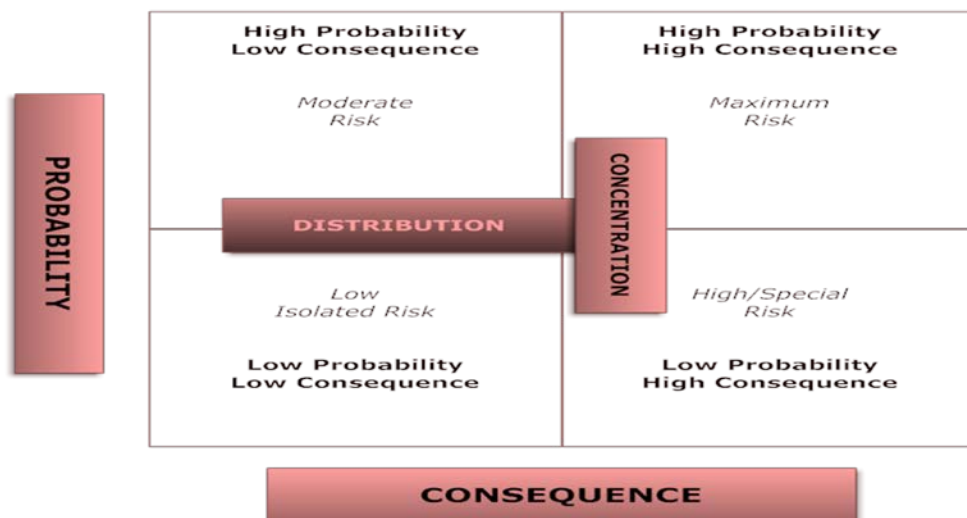 High Probability
Low Consequence
High Probability
High Consequence
Moderate
Risk
Maximum
Risk
PROBABILITY
DISTRIBUTION
CONCENTRATION
Low
Isolated Risk
High/Special
Risk
Low Probability
Low Consequence
Low Probability
High Consequence
CONSEQUENCE